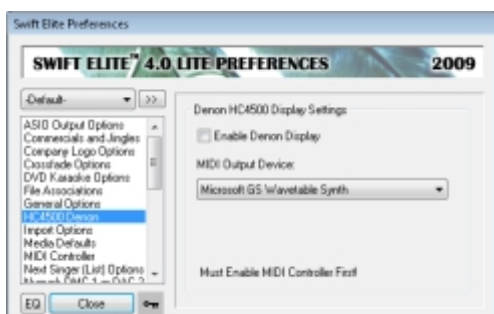 Swift Elite Preferences
SWIFT ELITE™ 4.0 LITE PREFERENCES 2009
-Default- >>
ASIO Output Options
Commercials and Jingles
Company Logo Options
Crossfade Options
DVD Karaoke Options
File Associations
General Options
HC4500 Denon
Import Options
Media Defaults
MIDI Controller
Next Singer (List) Options
Denon HC4500 Display Settings
Enable Denon Display
MIDI Output Device:
Microsoft GS Wavetable Synth
Must Enable MIDI Controller First!
EQ Close